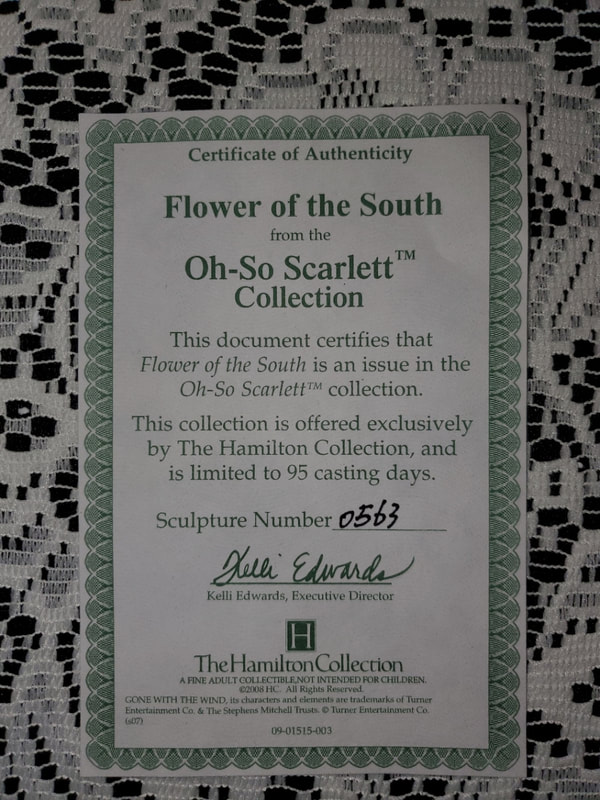 Certificate of Authenticity
Flower of the South
from the
Oh-So Scarlett™
Collection
This document certifies that
Flower of the South is an issue in the
Oh-So Scarlett™ collection.
This collection is offered exclusively
by The Hamilton Collection, and
is limited to 95 casting days.
Sculpture Number 0563
Kelli Edwards
Kelli Edwards, Executive Director
H
The Hamilton Collection
A FINE ADULT COLLECTIBLE,NOT INTENDED FOR CHILDREN.
©2008 HC. All Rights Reserved.
GONE WITH THE WIND, its characters and elements are trademarks of Turner
Entertainment Co. & The Stephens Mitchell Trusts. © Turner Entertainment Co.
(s07)
09-01515-003